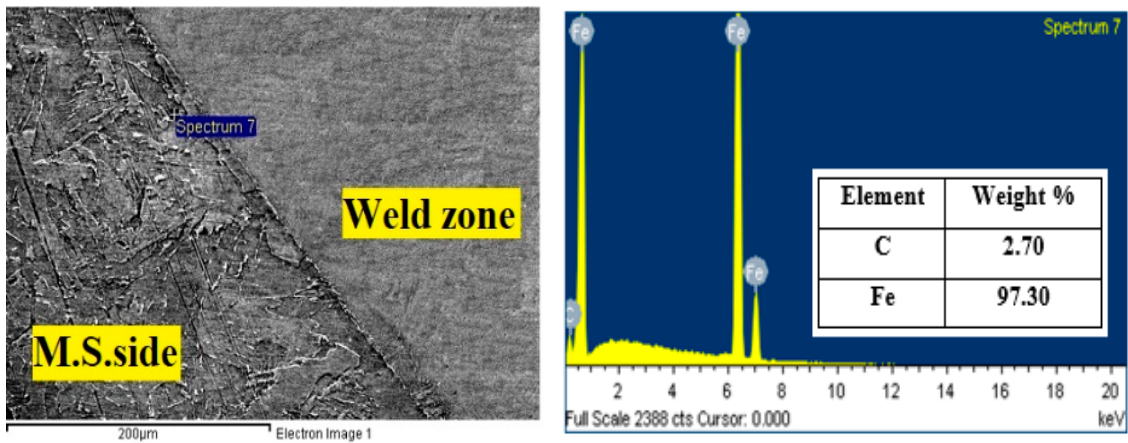 Spectrum 7
Weld zone
M.S.side
200µm
Electron Image 1
Spectrum 7
Fe
Fe
Fe
C
Element Weight %
C 2.70
Fe 97.30
2 4 6 8 10 12 14 16 18 20
Full Scale 2388 cts Cursor: 0.000 keV